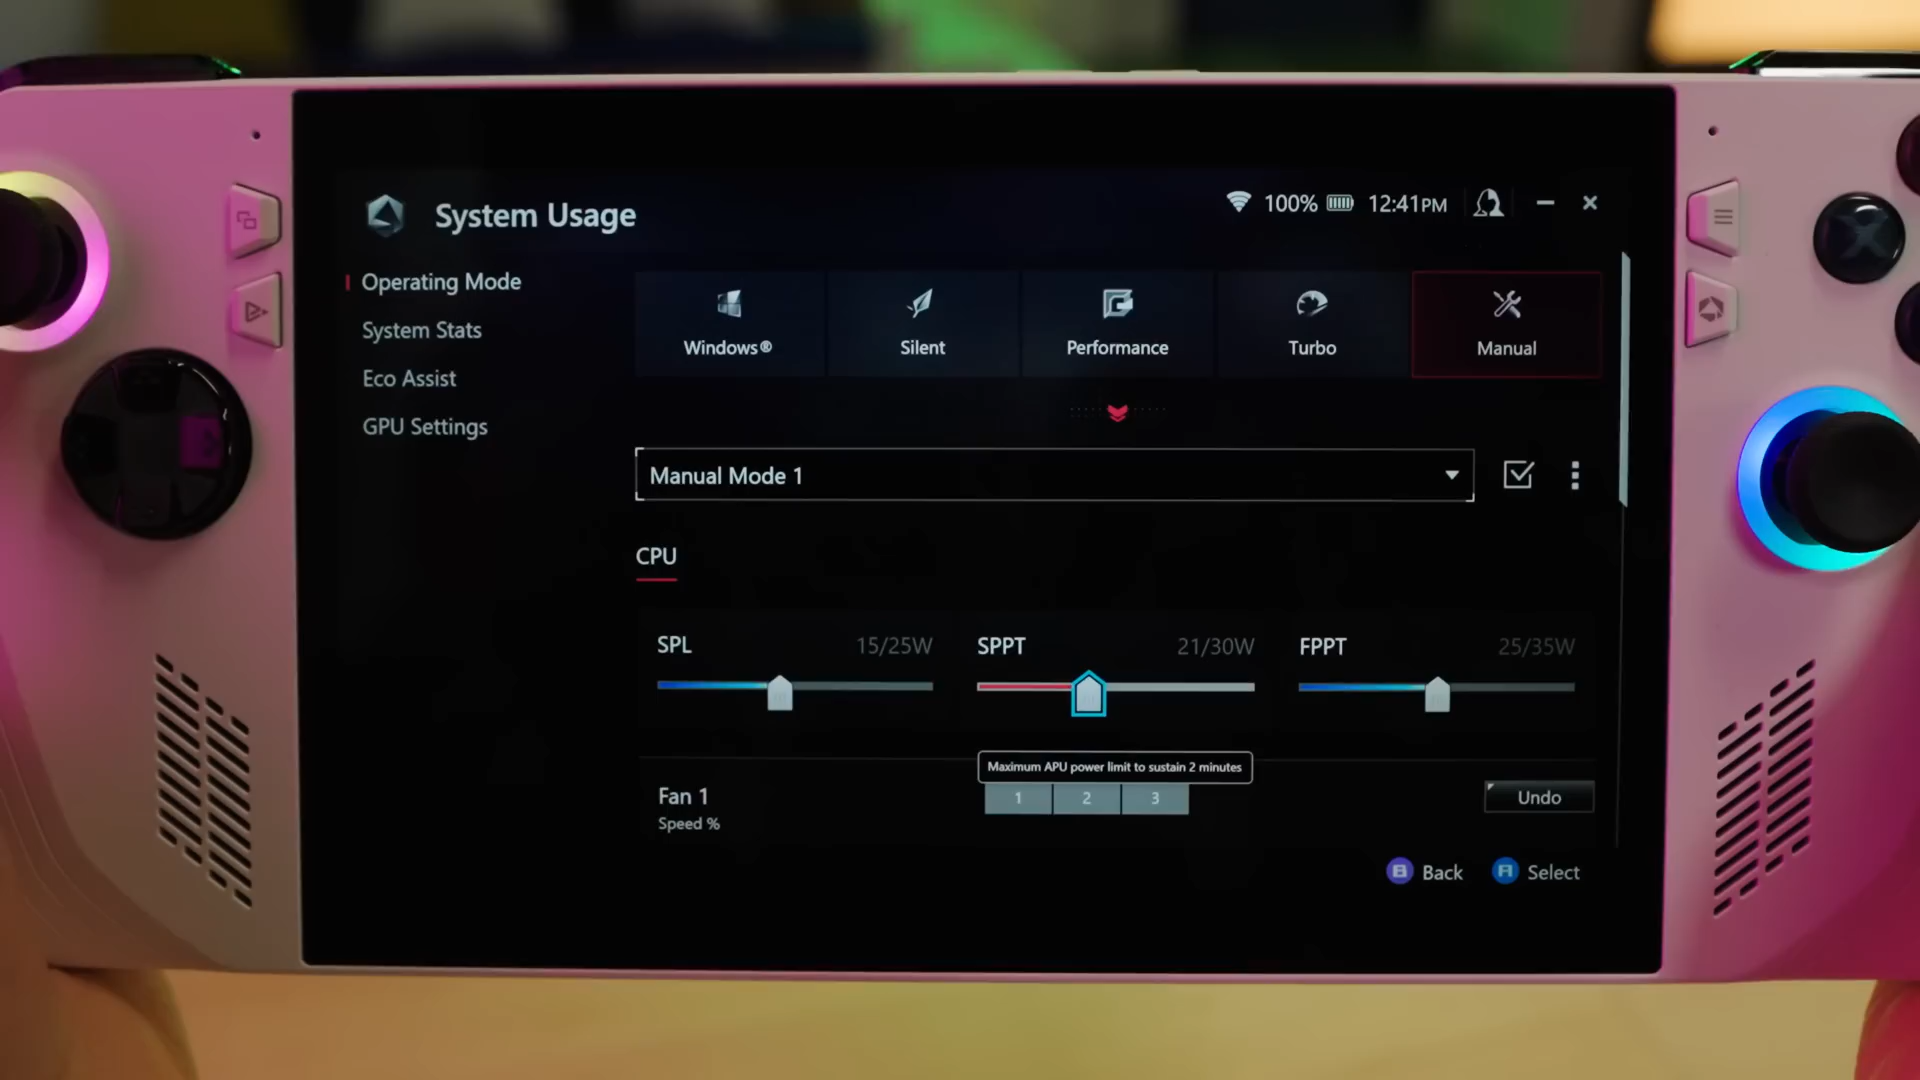 System Usage
100%
12:41PM
Operating Mode
System Stats
Eco Assist
GPU Settings
Windows®
Silent
Performance
Turbo
Manual
Manual Mode 1
CPU
SPL 15/25W
SPPT 21/30W
FPPT 25/35W
Maximum APU power limit to sustain 2 minutes
Fan 1
Speed %
1 2 3
Undo
B Back
A Select